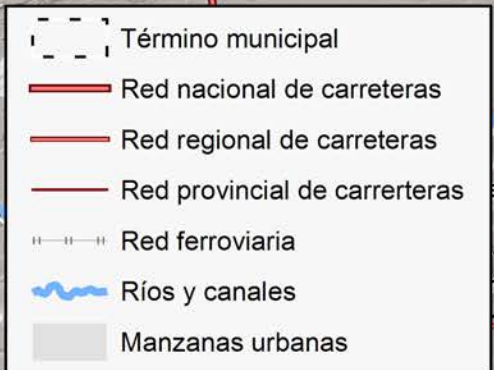 Término municipal
Red nacional de carreteras
Red regional de carreteras
Red provincial de carrerteras
Red ferroviaria
Ríos y canales
Manzanas urbanas